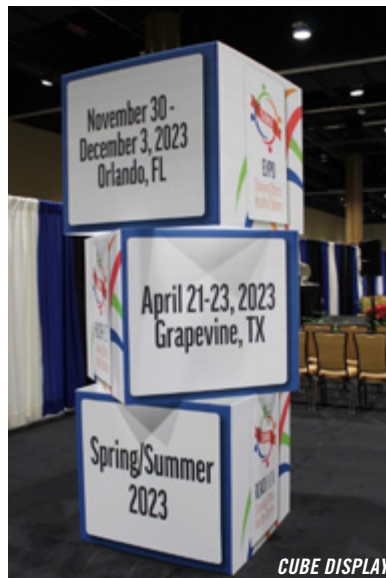 November 30 -
December 3, 2023
Orlando, FL
EXPO
April 21-23, 2023
Grapevine, TX
Spring/Summer
2023
CUBE DISPLAY